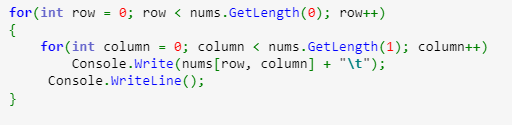 for(int row = 0; row < nums.GetLength(0); row++)
{
    for(int column = 0; column < nums.GetLength(1); column++)
        Console.Write(nums[row, column] + "\t");
     Console.WriteLine();
}